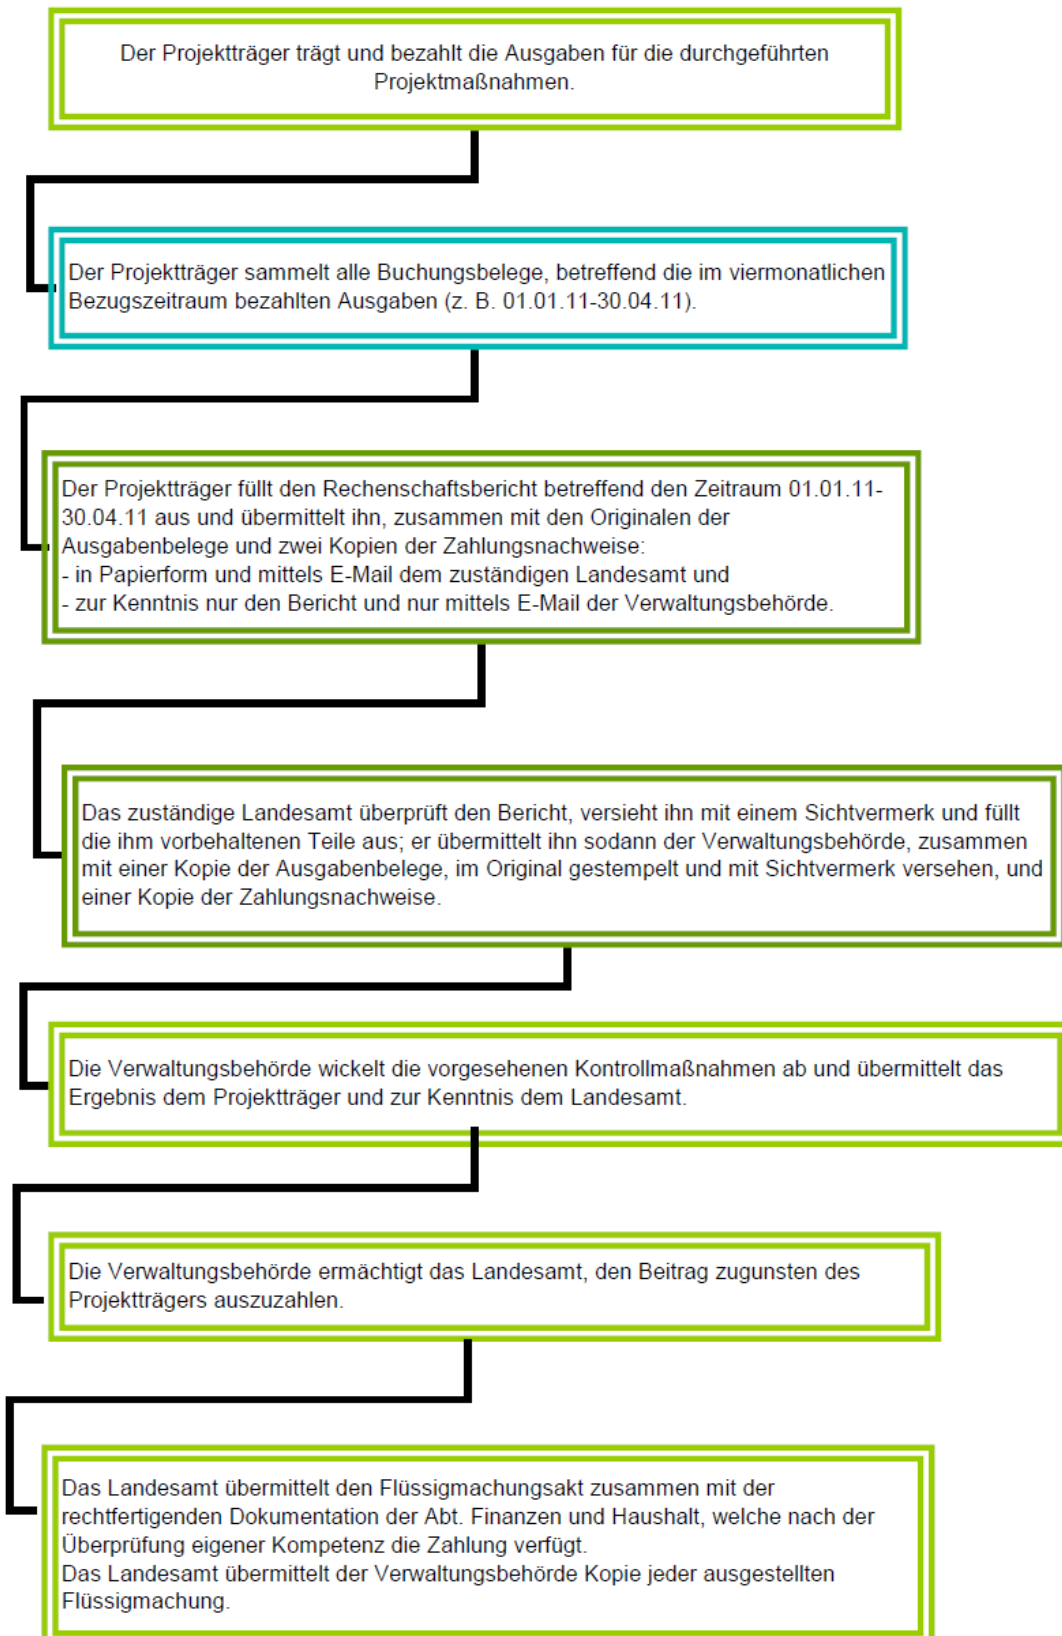 Der Projektträger trägt und bezahlt die Ausgaben für die durchgeführten
Projektmaßnahmen.
Der Projektträger sammelt alle Buchungsbelege, betreffend die im viermonatlichen
Bezugszeitraum bezahlten Ausgaben (z. B. 01.01.11-30.04.11).
Der Projektträger füllt den Rechenschaftsbericht betreffend den Zeitraum 01.01.11-
30.04.11 aus und übermittelt ihn, zusammen mit den Originalen der
Ausgabenbelege und zwei Kopien der Zahlungsnachweise:
- in Papierform und mittels E-Mail dem zuständigen Landesamt und
- zur Kenntnis nur den Bericht und nur mittels E-Mail der Verwaltungsbehörde.
Das zuständige Landesamt überprüft den Bericht, versieht ihn mit einem Sichtvermerk und füllt
die ihm vorbehaltenen Teile aus; er übermittelt ihn sodann der Verwaltungsbehörde, zusammen
mit einer Kopie der Ausgabenbelege, im Original gestempelt und mit Sichtvermerk versehen, und
einer Kopie der Zahlungsnachweise.
Die Verwaltungsbehörde wickelt die vorgesehenen Kontrollmaßnahmen ab und übermittelt das
Ergebnis dem Projektträger und zur Kenntnis dem Landesamt.
Die Verwaltungsbehörde ermächtigt das Landesamt, den Beitrag zugunsten des
Projektträgers auszuzahlen.
Das Landesamt übermittelt den Flüssigmachungsakt zusammen mit der
rechtfertigenden Dokumentation der Abt. Finanzen und Haushalt, welche nach der
Überprüfung eigener Kompetenz die Zahlung verfügt.
Das Landesamt übermittelt der Verwaltungsbehörde Kopie jeder ausgestellten
Flüssigmachung.